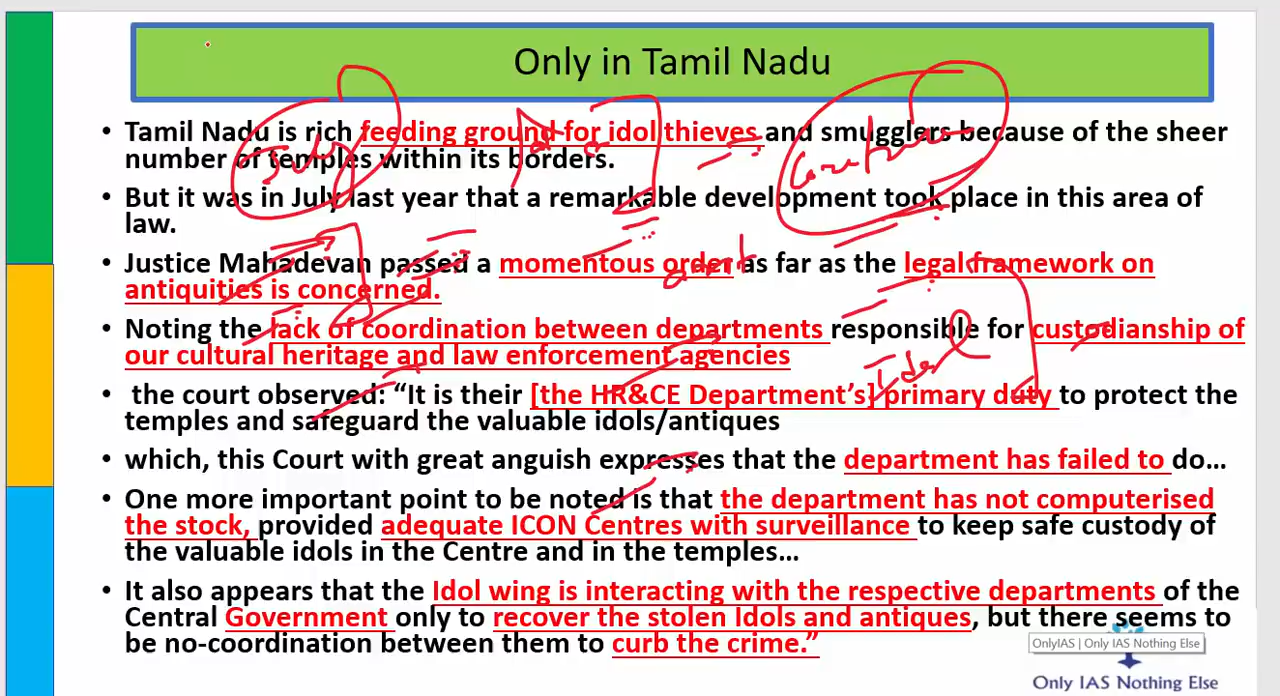 Only in Tamil Nadu
• Tamil Nadu is rich feeding ground for idol thieves and smugglers because of the sheer
number of temples within its borders.
• But it was in July last year that a remarkable development took place in this area of
law.
• Justice Mahadevan passed a momentous order as far as the legal framework on
antiquities is concerned.
• Noting the lack of coordination between departments responsible for custodianship of
our cultural heritage and law enforcement agencies
• the court observed: “It is their [the HR&CE Department’s] primary duty to protect the
temples and safeguard the valuable idols/antiques
• which, this Court with great anguish expresses that the department has failed to do…
• One more important point to be noted is that the department has not computerised
the stock, provided adequate ICON Centres with surveillance to keep safe custody of
the valuable idols in the Centre and in the temples…
• It also appears that the Idol wing is interacting with the respective departments of the
Central Government only to recover the stolen Idols and antiques, but there seems to
be no-coordination between them to curb the crime.”
OnlyIAS | Only IAS Nothing Else
Only IAS Nothing Else